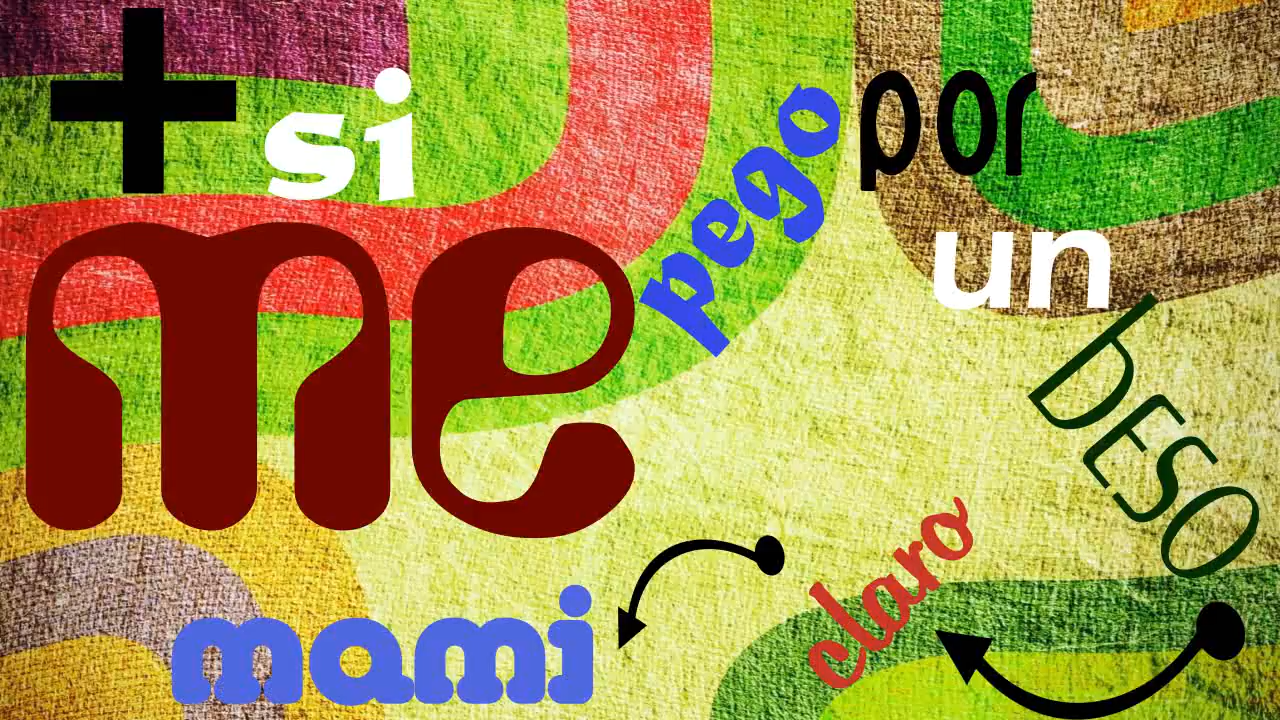 + si
me pego por
un
beso
claro
mami